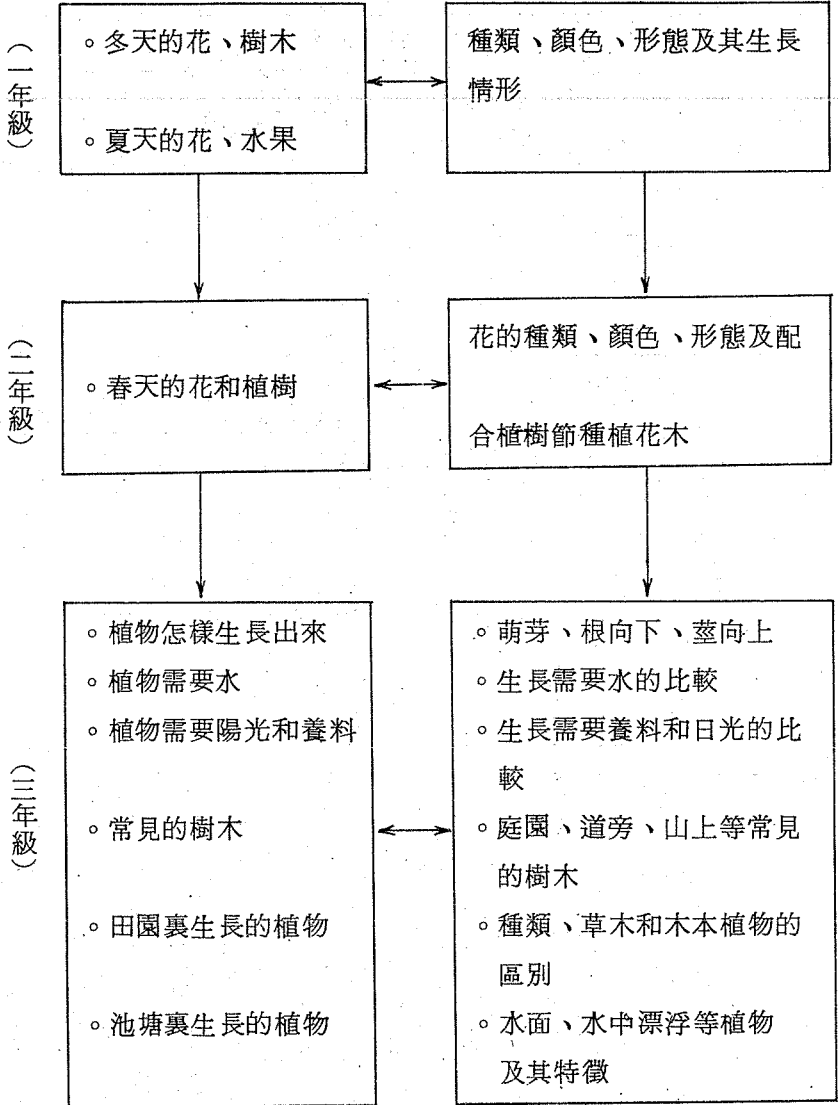 （一年級）
。冬天的花、樹木
。夏天的花、水果
種類、顏色、形態及其生長
情形
（二年級）
。春天的花和植樹
花的種類、顏色、形態及配
合植樹節種植花木
（三年級）
。植物怎樣生長出來
。植物需要水
。植物需要陽光和養料
。常見的樹木
。田園裏生長的植物
。池塘裏生長的植物
。萌芽、根向下、莖向上
。生長需要水的比較
。生長需要養料和日光的比
較
。庭園、道旁、山上等常見
的樹木
。種類、草木和木本植物的
區別
。水面、水中漂浮等植物
及其特徵